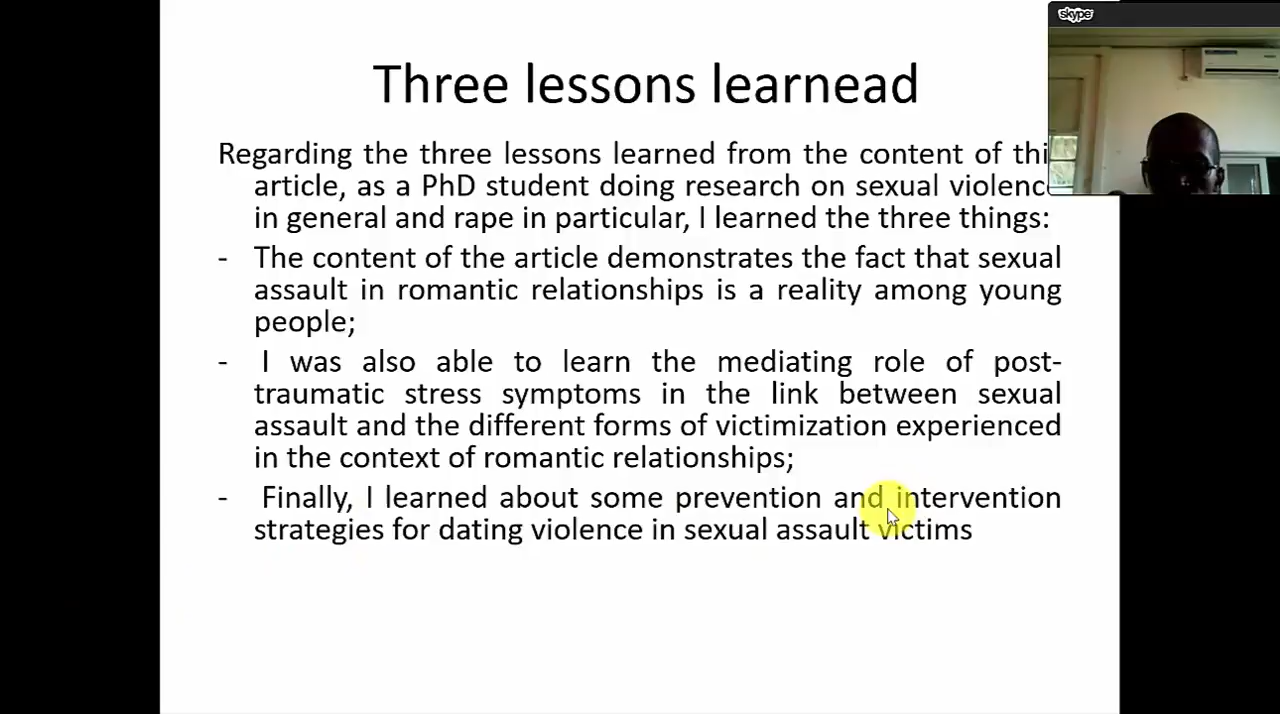 skype
Three lessons learnead
Regarding the three lessons learned from the content of thi
article, as a PhD student doing research on sexual violenc
in general and rape in particular, I learned the three things:
- The content of the article demonstrates the fact that sexual
assault in romantic relationships is a reality among young
people;
- I was also able to learn the mediating role of post-
traumatic stress symptoms in the link between sexual
assault and the different forms of victimization experienced
in the context of romantic relationships;
- Finally, I learned about some prevention and intervention
strategies for dating violence in sexual assault victims